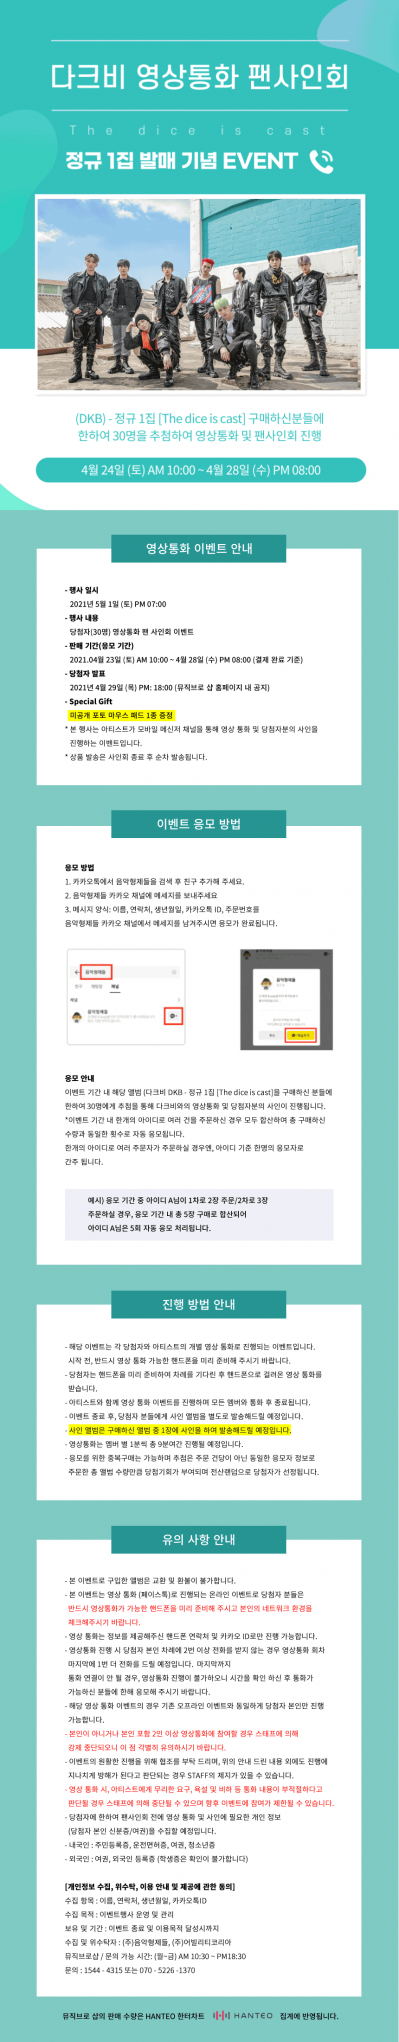 다크비 영상통화 팬사인회
The dice is cast
정규 1집 발매 기념 EVENT
(DKB) - 정규 1집 [The dice is cast] 구매하신분들에
한하여 30명을 추첨하여 영상통화 및 팬사인회 진행
4월 24일 (토) AM 10:00 ~ 4월 28일 (수) PM 08:00
영상통화 이벤트 안내
- 행사 일시
2021년 5월 1일 (토) PM 07:00
- 행사 내용
당첨자(30명) 영상통화 팬 사인회 이벤트
- 판매 기간(응모 기간)
2021.04월 23일 (토) AM 10:00 ~ 4월 28일 (수) PM 08:00 (결제 완료 기준)
- 당첨자 발표
2021년 4월 29일 (목) PM: 18:00 (뮤직브로 샵 홈페이지 내 공지)
- Special Gift
미공개 포토 마우스 패드 1종 증정
* 본 행사는 아티스트가 모바일 메신저 채널을 통해 영상 통화 및 당첨자분의 사인을
진행하는 이벤트입니다.
* 상품 발송은 사인회 종료 후 순차 발송됩니다.
이벤트 응모 방법
응모 방법
1. 카카오톡에서 음악형제들을 검색 후 친구 추가해 주세요.
2. 음악형제들 카카오 채널에 메세지를 보내주세요
3. 메시지 양식: 이름, 연락처, 생년월일, 카카오톡 ID, 주문번호를
음악형제들 카카오 채널에서 메세지를 남겨주시면 응모가 완료됩니다.
음악형제들
채널
음악형제들
음악형제들
응모 안내
이벤트 기간 내 해당 앨범 (다크비 DKB - 정규 1집 [The dice is cast]을 구매하신 분들에
한하여 30명에게 추첨을 통해 다크비와의 영상통화 및 당첨자분의 사인이 진행됩니다.
*이벤트 기간 내 한개의 아이디로 여러 건을 주문하신 경우 모두 합산하여 총 구매하신
수량과 동일한 횟수로 자동 응모됩니다.
한개의 아이디로 여러 주문자가 주문하실 경우엔, 아이디 기준 한명의 응모자로
간주 됩니다.
예시) 응모 기간 중 아이디 A님이 1차로 2장 주문/2차로 3장
주문하실 경우, 응모 기간 내 총 5장 구매로 합산되어
아이디 A님은 5회 자동 응모 처리됩니다.
진행 방법 안내
- 해당 이벤트는 각 당첨자와 아티스트의 개별 영상 통화로 진행되는 이벤트입니다.
시작 전, 반드시 영상 통화 가능한 핸드폰을 미리 준비해 주시기 바랍니다.
- 당첨자는 핸드폰을 미리 준비하여 차례를 기다린 후 핸드폰으로 걸려온 영상 통화를
받습니다.
- 아티스트와 함께 영상 통화 이벤트를 진행하며 모든 멤버와 통화 후 종료됩니다.
- 이벤트 종료 후, 당첨자 분들에게 사인 앨범을 별도로 발송해드릴 예정입니다.
- 사인 앨범은 구매하신 앨범 중 1장에 사인을 하여 발송해드릴 예정입니다.
- 영상통화는 멤버 별 1분씩 총 9분여간 진행될 예정입니다.
- 응모를 위한 중복구매는 가능하며 추첨은 주문 건당이 아닌 동일한 응모자 정보로
주문한 총 앨범 수량만큼 당첨기회가 부여되며 전산랜덤으로 당첨자가 선정됩니다.
유의 사항 안내
- 본 이벤트로 구입한 앨범은 교환 및 환불이 불가합니다.
- 본 이벤트는 영상 통화 (페이스톡)로 진행되는 온라인 이벤트로 당첨자 분들은
반드시 영상통화가 가능한 핸드폰을 미리 준비해 주시고 본인의 네트워크 환경을
체크해주시기 바랍니다.
- 영상 통화는 정보를 제공해주신 핸드폰 연락처 및 카카오 ID로만 진행 가능합니다.
- 영상통화 진행 시 당첨자 본인 차례에 2번 이상 전화를 받지 않는 경우 영상통화 회차
마지막에 1번 더 전화를 드릴 예정입니다. 마지막까지
통화 연결이 안 될 경우, 영상통화 진행이 불가하오니 시간을 확인 하신 후 통화가
가능하신 분들에 한해 응모해 주시기 바랍니다.
- 해당 영상 통화 이벤트의 경우 기존 오프라인 이벤트와 동일하게 당첨자 본인만 진행
가능합니다.
- 본인이 아니거나 본인 포함 2인 이상 영상통화에 참여할 경우 스태프에 의해
강제 중단되오니 이 점 각별히 유의하시기 바랍니다.
- 이벤트의 원활한 진행을 위해 협조를 부탁 드리며, 위의 안내 드린 내용 외에도 진행에
지나치게 방해가 된다고 판단되는 경우 STAFF의 제지가 있을 수 있습니다.
- 영상 통화 시, 아티스트에게 무리한 요구, 욕설 및 비하 등 통화 내용이 부적절하다고
판단될 경우 스태프에 의해 중단될 수 있으며 향후 이벤트에 참여가 제한될 수 있습니다.
- 당첨자에 한하여 팬사인회 전에 영상 통화 및 사인에 필요한 개인 정보
(당첨자 본인 신분증/여권)을 수집할 예정입니다.
- 내국인 : 주민등록증, 운전면허증, 여권, 청소년증
- 외국인 : 여권, 외국인 등록증 (학생증은 확인이 불가합니다)
[개인정보 수집, 위수탁, 이용 안내 및 제공에 관한 동의]
수집 항목 : 이름, 연락처, 생년월일, 카카오톡ID
수집 목적 : 이벤트행사 운영 및 관리
보유 및 기간 : 이벤트 종료 및 이용목적 달성시까지
수집 및 위수탁자 : (주)음악형제들, (주)어빌리티코리아
뮤직브로샵 / 문의 가능 시간: (월~금) AM 10:30 ~ PM18:30
문의 : 1544 - 4315 또는 070 - 5226 -1370
뮤직브로 샵의 판매 수량은 HANTEO 한터차트 HANTEO 집계에 반영됩니다.